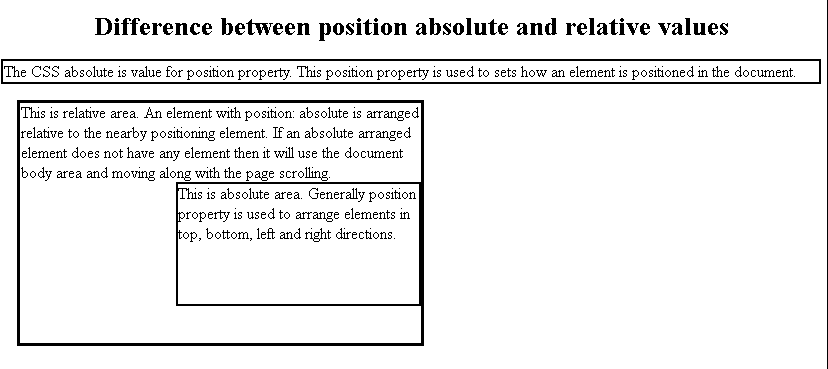 Difference between position absolute and relative values
The CSS absolute is value for position property. This position property is used to sets how an element is positioned in the document.
This is relative area. An element with position: absolute is arranged
relative to the nearby positioning element. If an absolute arranged
element does not have any element then it will use the document
body area and moving along with the page scrolling.
This is absolute area. Generally position
property is used to arrange elements in
top, bottom, left and right directions.